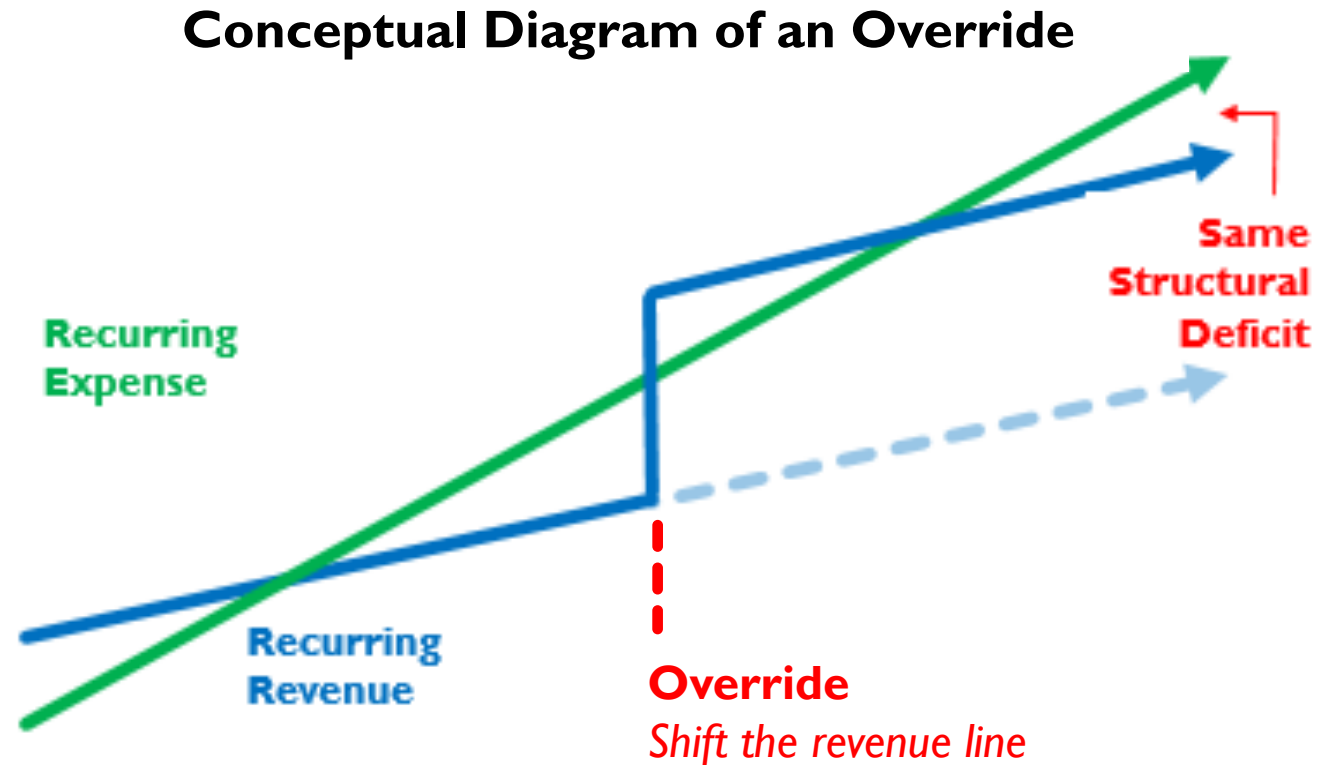 Conceptual Diagram of an Override
Same
Structural
Deficit
Recurring
Expense
Recurring
Revenue
Override
Shift the revenue line